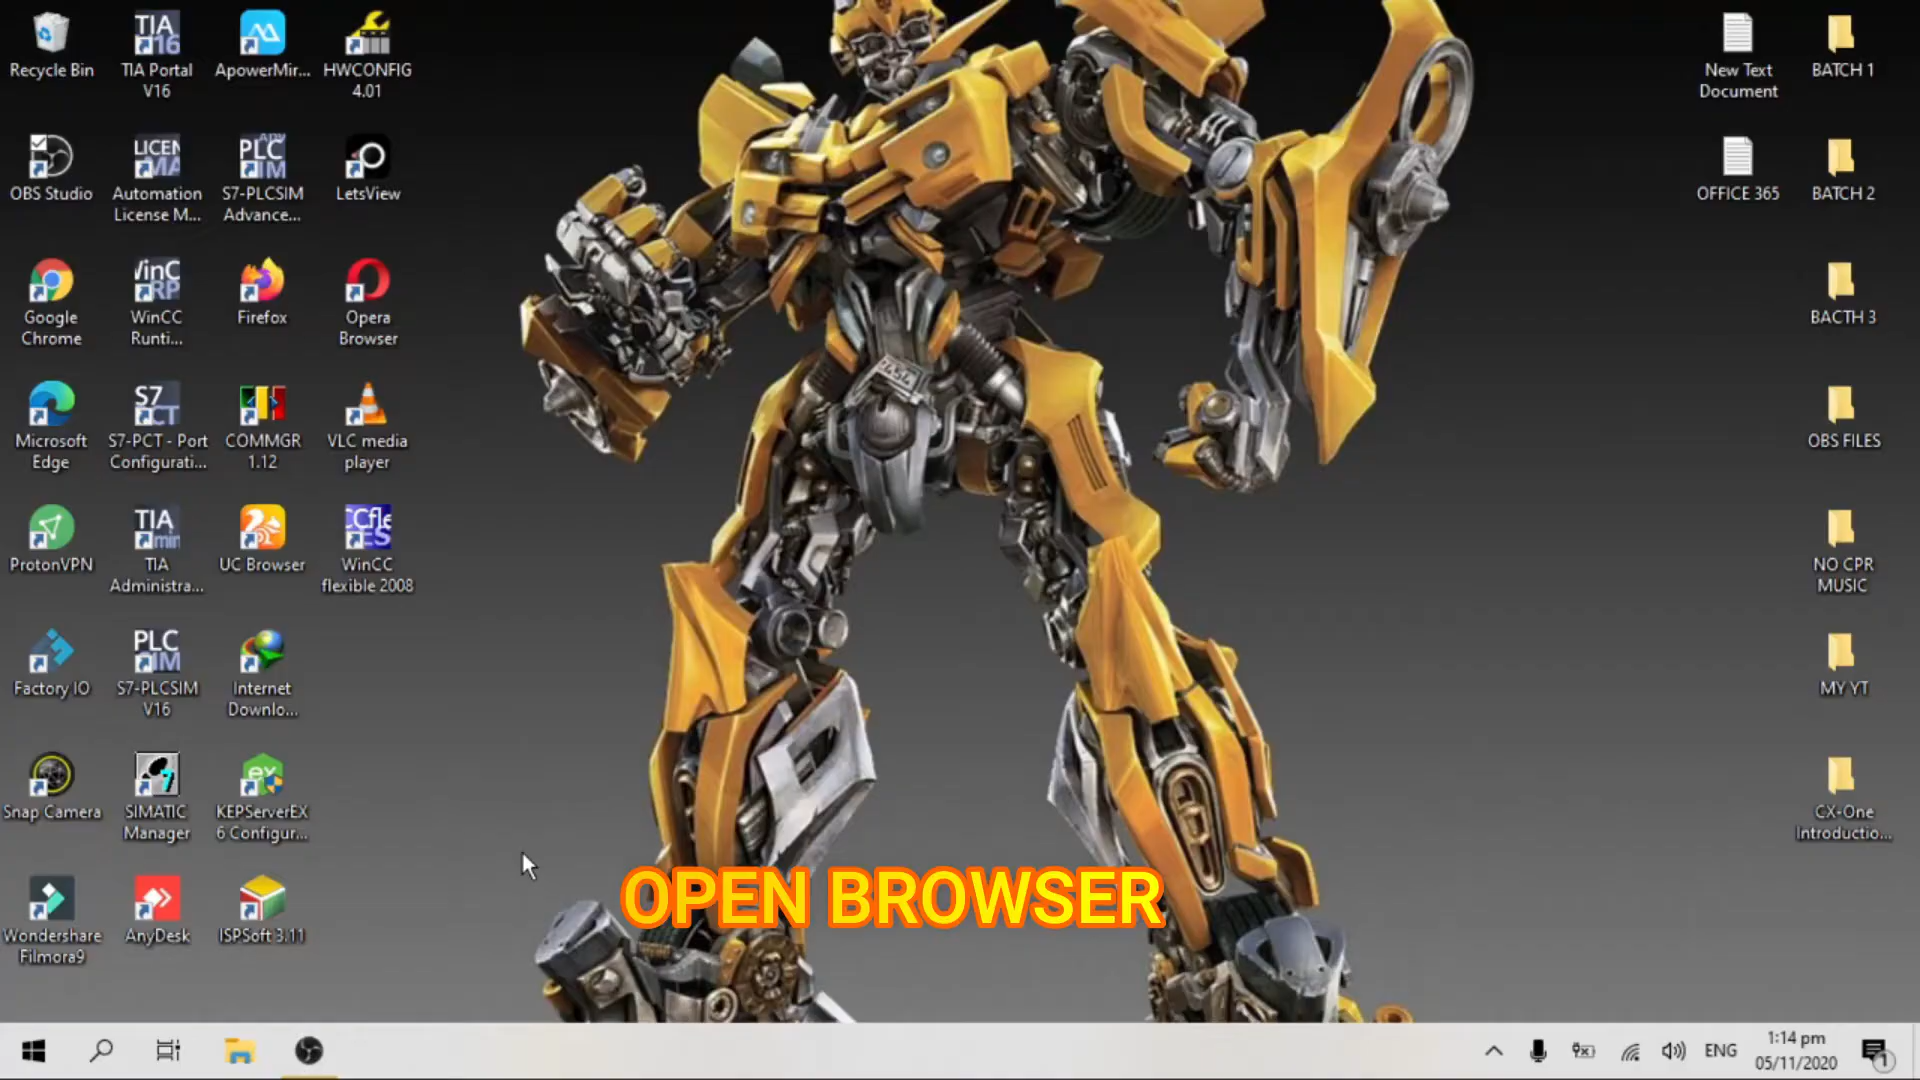 Recycle Bin
TIA Portal
V16
ApowerMir...
HWCONFIG
4.01
OBS Studio
Automation
License M...
S7-PLCSIM
Advance...
LetsView
Google
Chrome
WinCC
Runti...
Firefox
Opera
Browser
Microsoft
Edge
S7-PCT - Port
Configurati...
COMMGR
1.12
VLC media
player
ProtonVPN
TIA
Administra...
UC Browser
WinCC
flexible 2008
Factory IO
S7-PLCSIM
V16
Internet
Downlo...
Snap Camera
SIMATIC
Manager
KEPServerEX
6 Configur...
Wondershare
Filmora9
AnyDesk
ISPSoft 3.11
New Text
Document
BATCH 1
OFFICE 365
BATCH 2
BACTH 3
OBS FILES
NO CPR
MUSIC
MY YT
CX-One
Introductio...
OPEN BROWSER
ENG
1:14 pm
05/11/2020
1